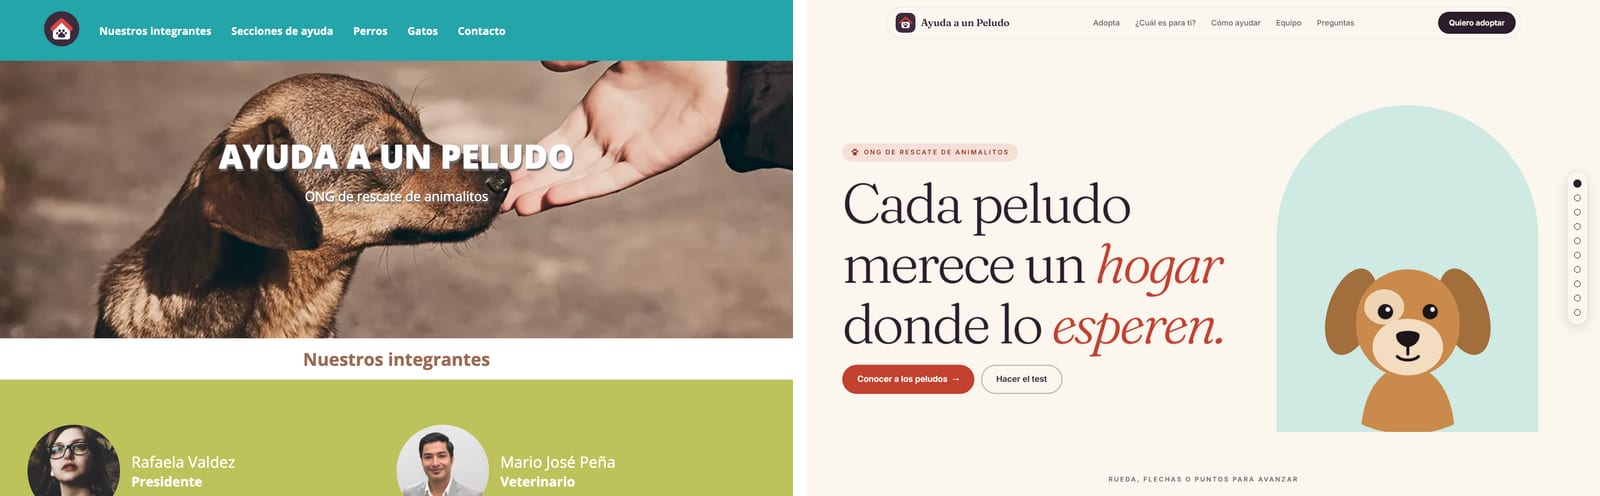 Nuestros integrantes
Secciones de ayuda
Perros
Gatos
Contacto
AYUDA A UN PELUDO
ONG de rescate de animalitos
Nuestros integrantes
Rafaela Valdez
Presidente
Mario José Peña
Veterinario
Ayuda a un Peludo
Adopta
¿Cuál es para ti?
Cómo ayudar
Equipo
Preguntas
Quiero adoptar
ONG DE RESCATE DE ANIMALITOS
Cada peludo
merece un hogar
donde lo esperen.
Conocer a los peludos →
Hacer el test
RUEDA, FLECHAS O PUNTOS PARA AVANZAR